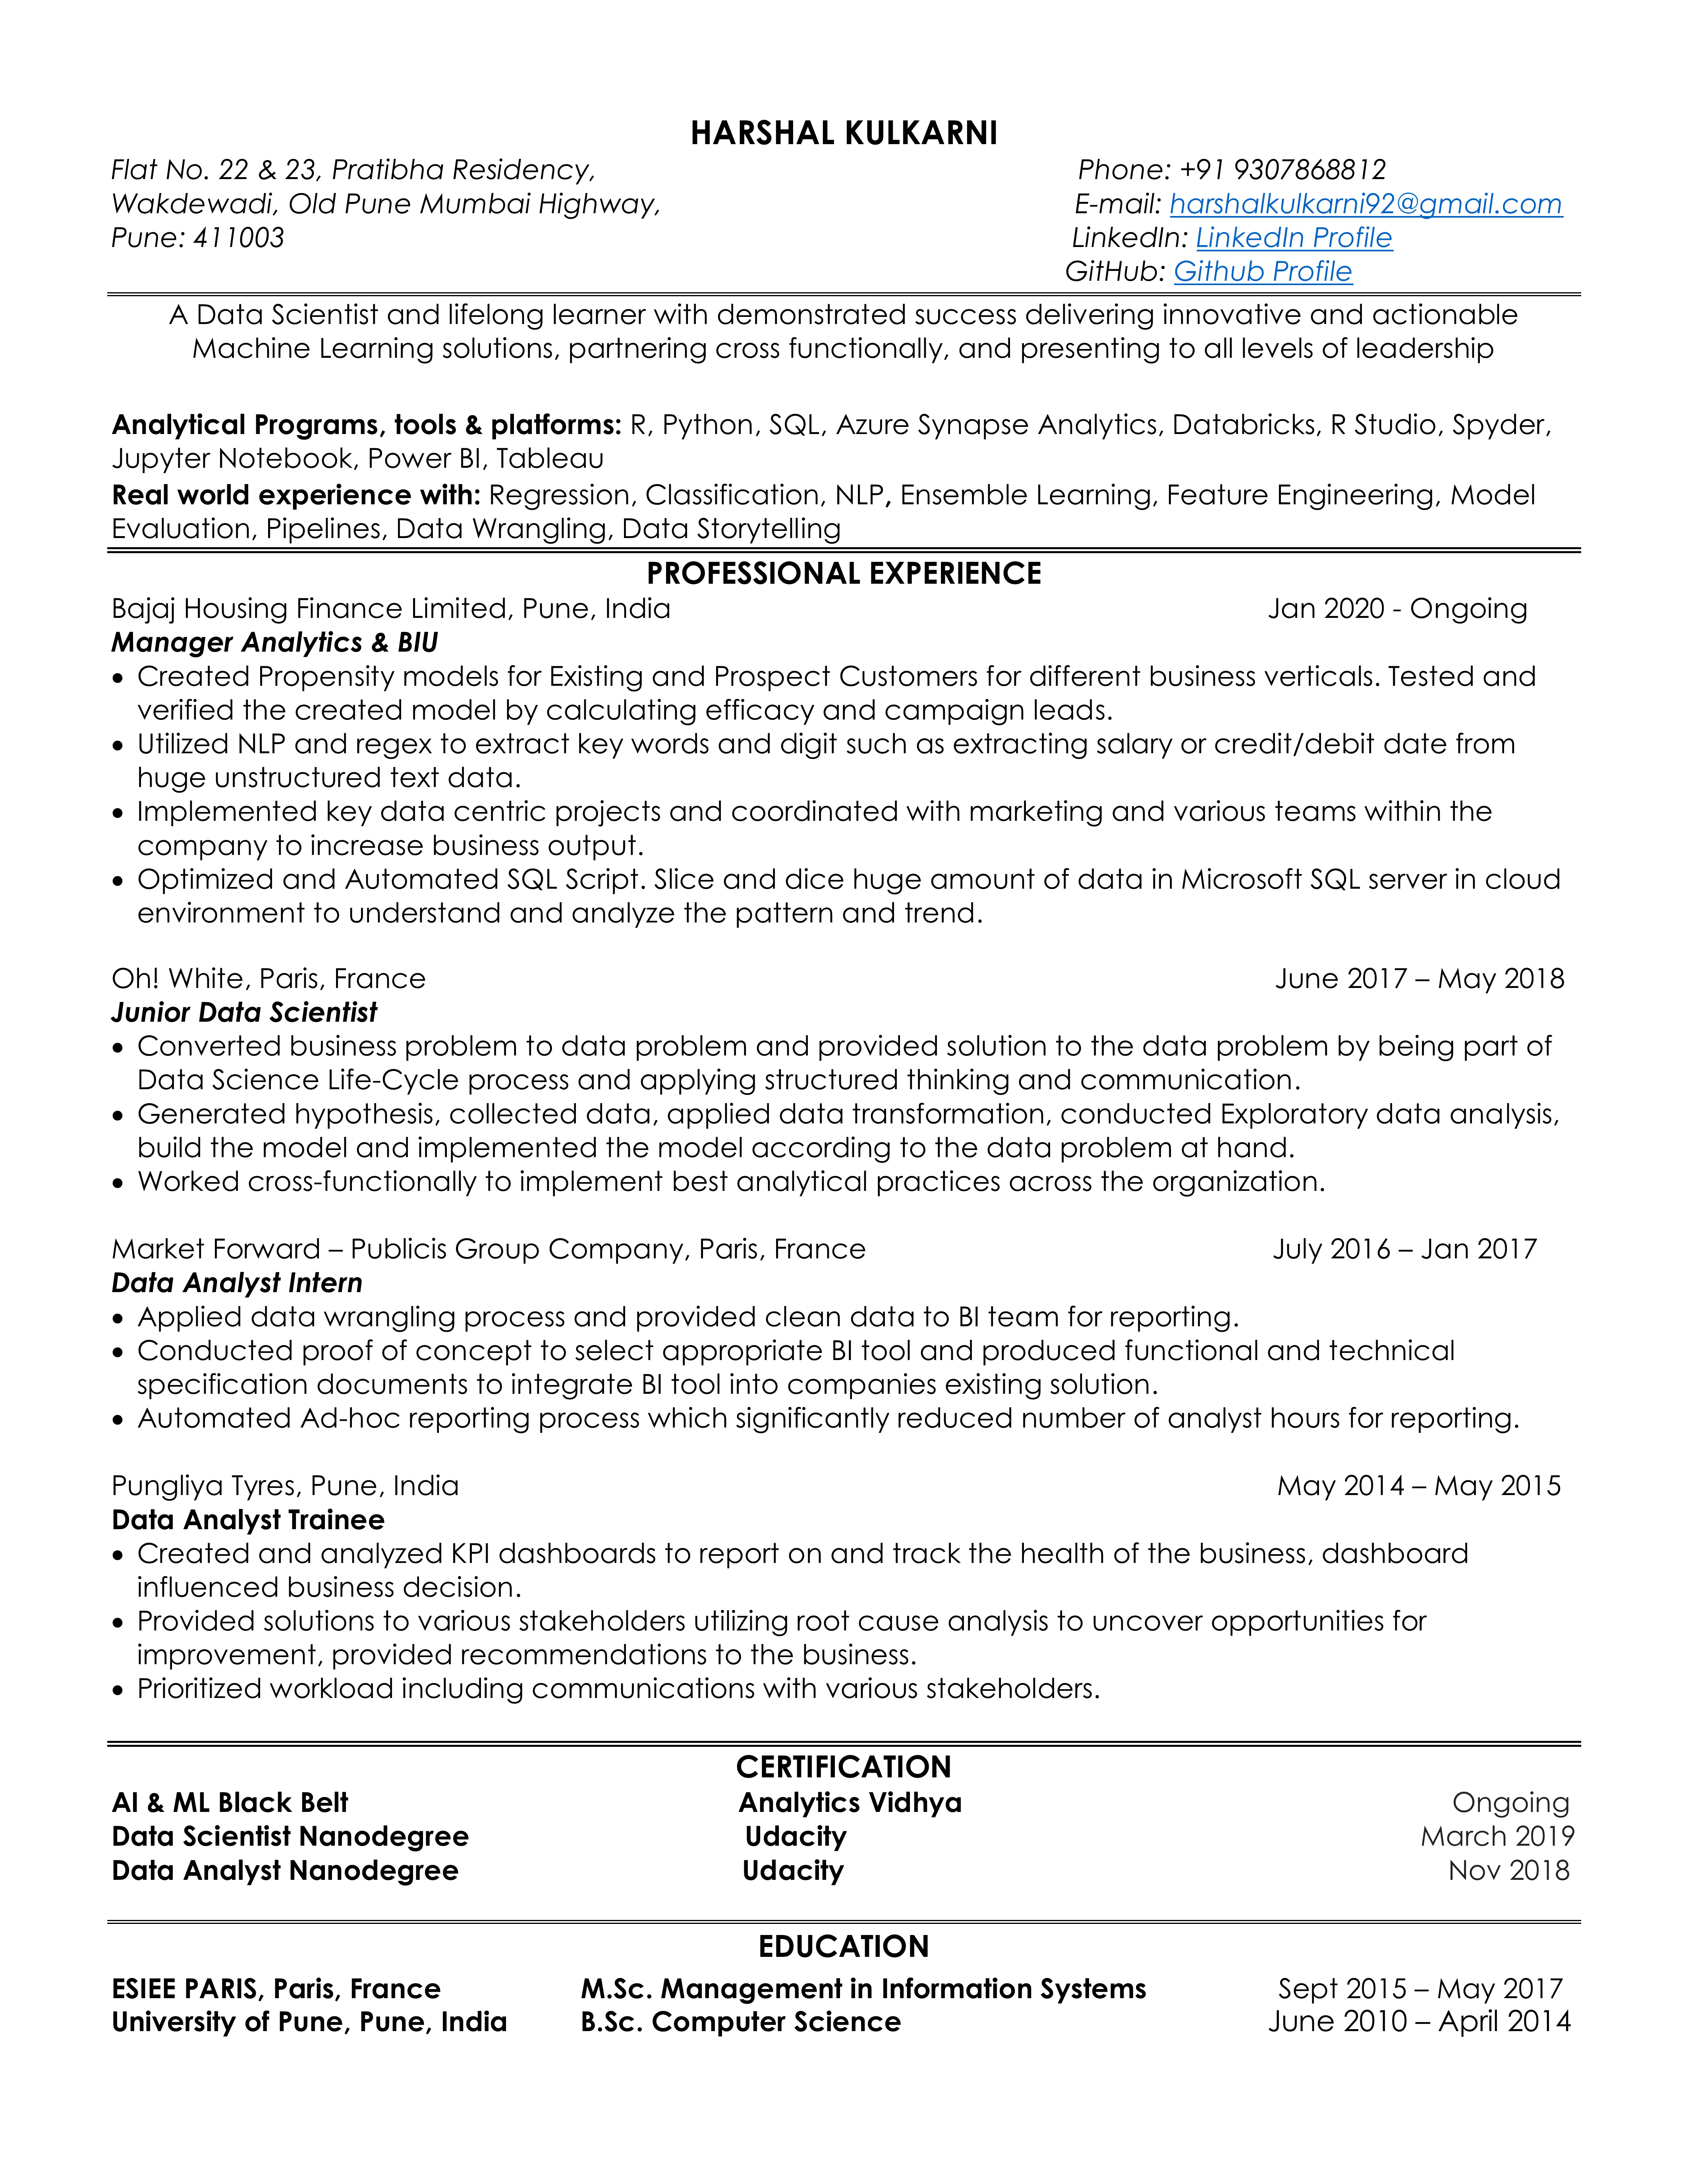 HARSHAL KULKARNI
Flat No. 22 & 23, Pratibha Residency,
Phone: +91 9307868812
Wakdewadi, Old Pune Mumbai Highway,
E-mail: harshalkulkarni92@gmail.com
Pune: 411003
LinkedIn: LinkedIn Profile
GitHub: Github Profile
A Data Scientist and lifelong learner with demonstrated success delivering innovative and actionable
Machine Learning solutions, partnering cross functionally, and presenting to all levels of leadership
Analytical Programs, tools & platforms: R, Python, SQL, Azure Synapse Analytics, Databricks, R Studio, Spyder,
Jupyter Notebook, Power BI, Tableau
Real world experience with: Regression, Classification, NLP, Ensemble Learning, Feature Engineering, Model
Evaluation, Pipelines, Data Wrangling, Data Storytelling
PROFESSIONAL EXPERIENCE
Bajaj Housing Finance Limited, Pune, India Jan 2020 - Ongoing
Manager Analytics & BIU
• Created Propensity models for Existing and Prospect Customers for different business verticals. Tested and
verified the created model by calculating efficacy and campaign leads.
• Utilized NLP and regex to extract key words and digit such as extracting salary or credit/debit date from
huge unstructured text data.
• Implemented key data centric projects and coordinated with marketing and various teams within the
company to increase business output.
• Optimized and Automated SQL Script. Slice and dice huge amount of data in Microsoft SQL server in cloud
environment to understand and analyze the pattern and trend.
Oh! White, Paris, France June 2017 – May 2018
Junior Data Scientist
• Converted business problem to data problem and provided solution to the data problem by being part of
Data Science Life-Cycle process and applying structured thinking and communication.
• Generated hypothesis, collected data, applied data transformation, conducted Exploratory data analysis,
build the model and implemented the model according to the data problem at hand.
• Worked cross-functionally to implement best analytical practices across the organization.
Market Forward – Publicis Group Company, Paris, France July 2016 – Jan 2017
Data Analyst Intern
• Applied data wrangling process and provided clean data to BI team for reporting.
• Conducted proof of concept to select appropriate BI tool and produced functional and technical
specification documents to integrate BI tool into companies existing solution.
• Automated Ad-hoc reporting process which significantly reduced number of analyst hours for reporting.
Pungliya Tyres, Pune, India May 2014 – May 2015
Data Analyst Trainee
• Created and analyzed KPI dashboards to report on and track the health of the business, dashboard
influenced business decision.
• Provided solutions to various stakeholders utilizing root cause analysis to uncover opportunities for
improvement, provided recommendations to the business.
• Prioritized workload including communications with various stakeholders.
CERTIFICATION
AI & ML Black Belt Analytics Vidhya Ongoing
Data Scientist Nanodegree Udacity March 2019
Data Analyst Nanodegree Udacity Nov 2018
EDUCATION
ESIEE PARIS, Paris, France M.Sc. Management in Information Systems Sept 2015 – May 2017
University of Pune, Pune, India B.Sc. Computer Science June 2010 – April 2014